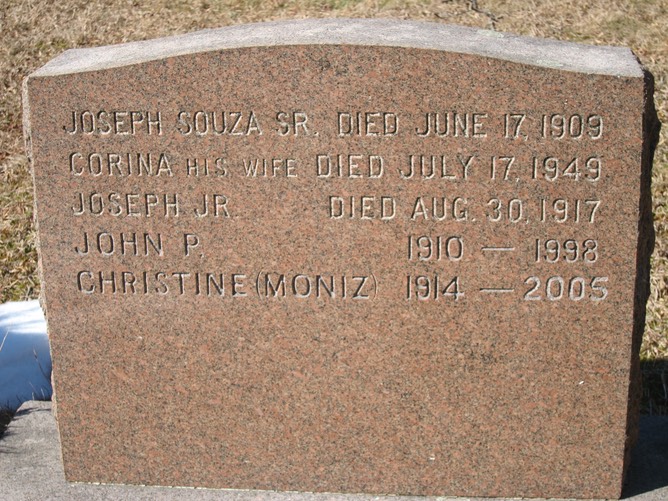 JOSEPH SOUZA SR. DIED JUNE 17, 1909
CORINA HIS WIFE DIED JULY 17, 1949
JOSEPH JR. DIED AUG. 30, 1917
JOHN P. 1910 — 1998
CHRISTINE (MONIZ) 1914 — 2005